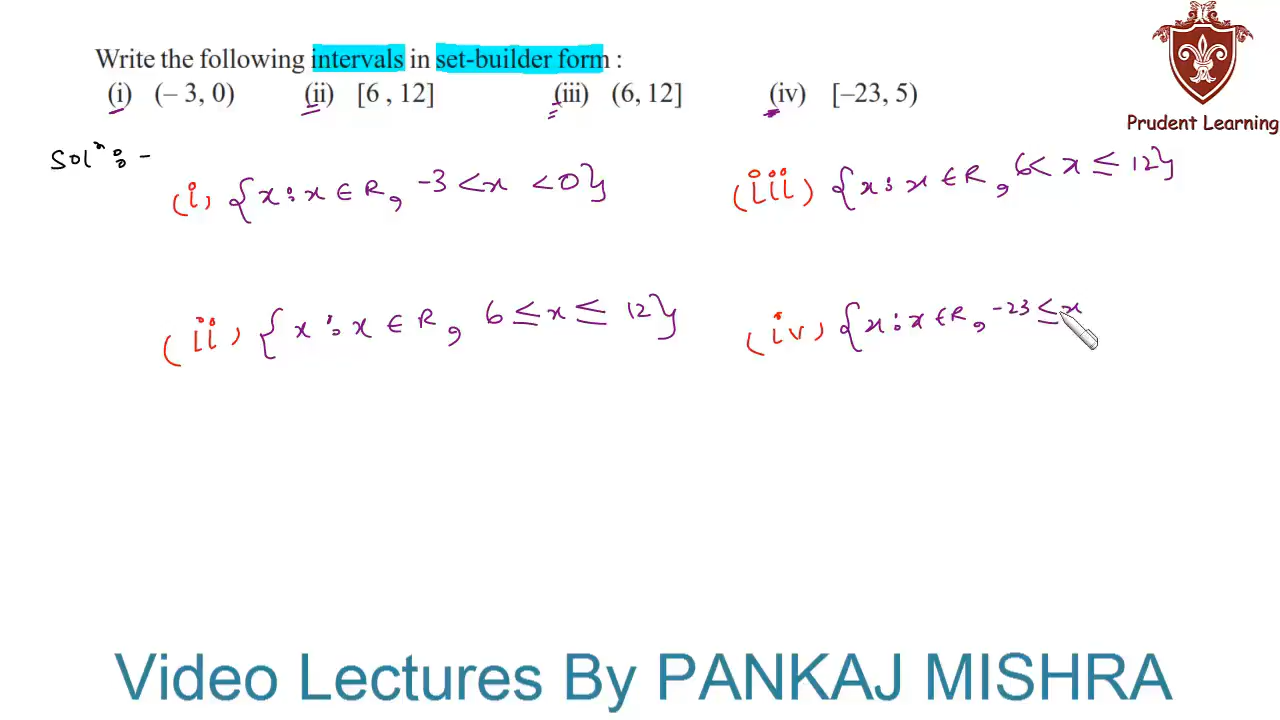 Write the following intervals in set-builder form :
(i) (– 3, 0) (ii) [6 , 12] (iii) (6, 12] (iv) [–23, 5)
Prudent Learning
Solⁿ :-
(i) {x : x ∈ R, -3 < x < 0}
(iii) {x : x ∈ R, 6 < x ≤ 12}
(ii) {x : x ∈ R, 6 ≤ x ≤ 12}
(iv) {x : x ∈ R, -23 ≤ x
Video Lectures By PANKAJ MISHRA